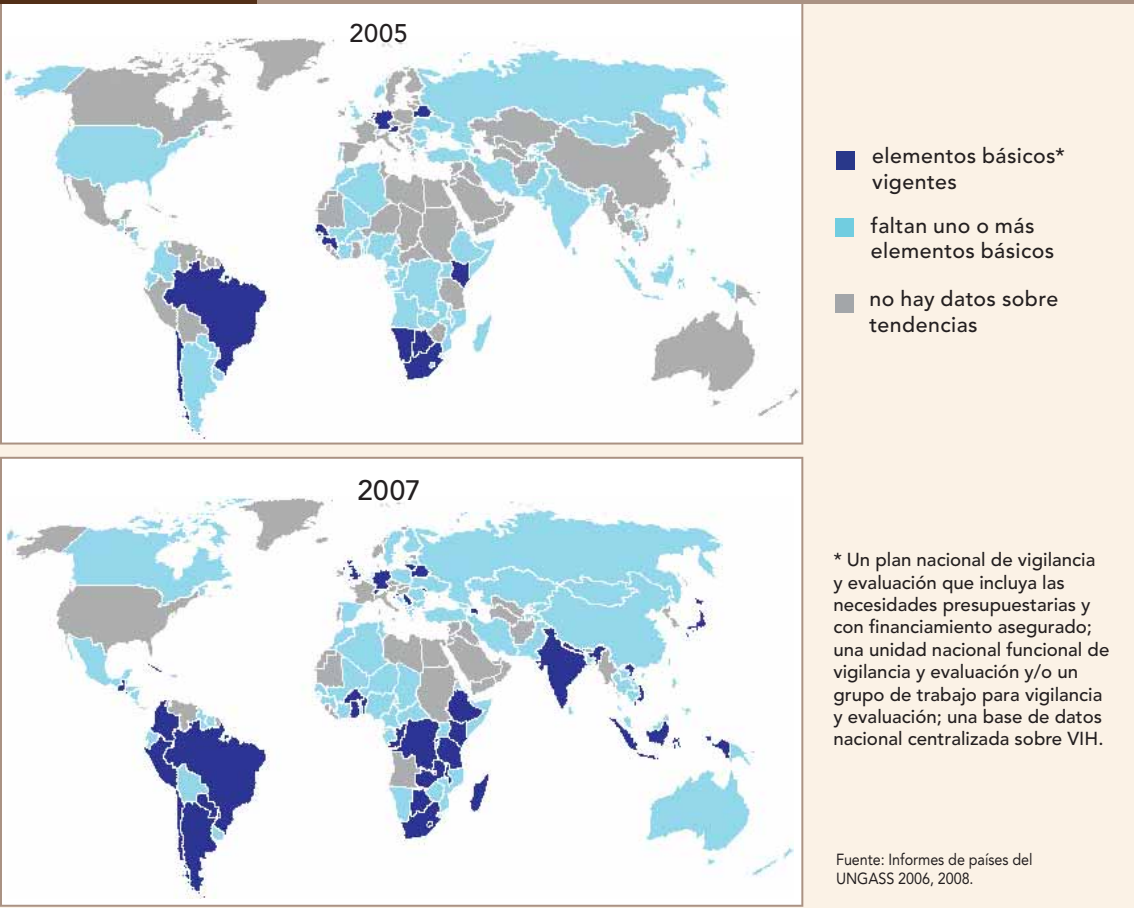 2005
elementos básicos*
vigentes
faltan uno o más
elementos básicos
no hay datos sobre
tendencias
2007
* Un plan nacional de vigilancia
y evaluación que incluya las
necesidades presupuestarias y
con financiamiento asegurado;
una unidad nacional funcional de
vigilancia y evaluación y/o un
grupo de trabajo para vigilancia
y evaluación; una base de datos
nacional centralizada sobre VIH.
Fuente: Informes de países del
UNGASS 2006, 2008.